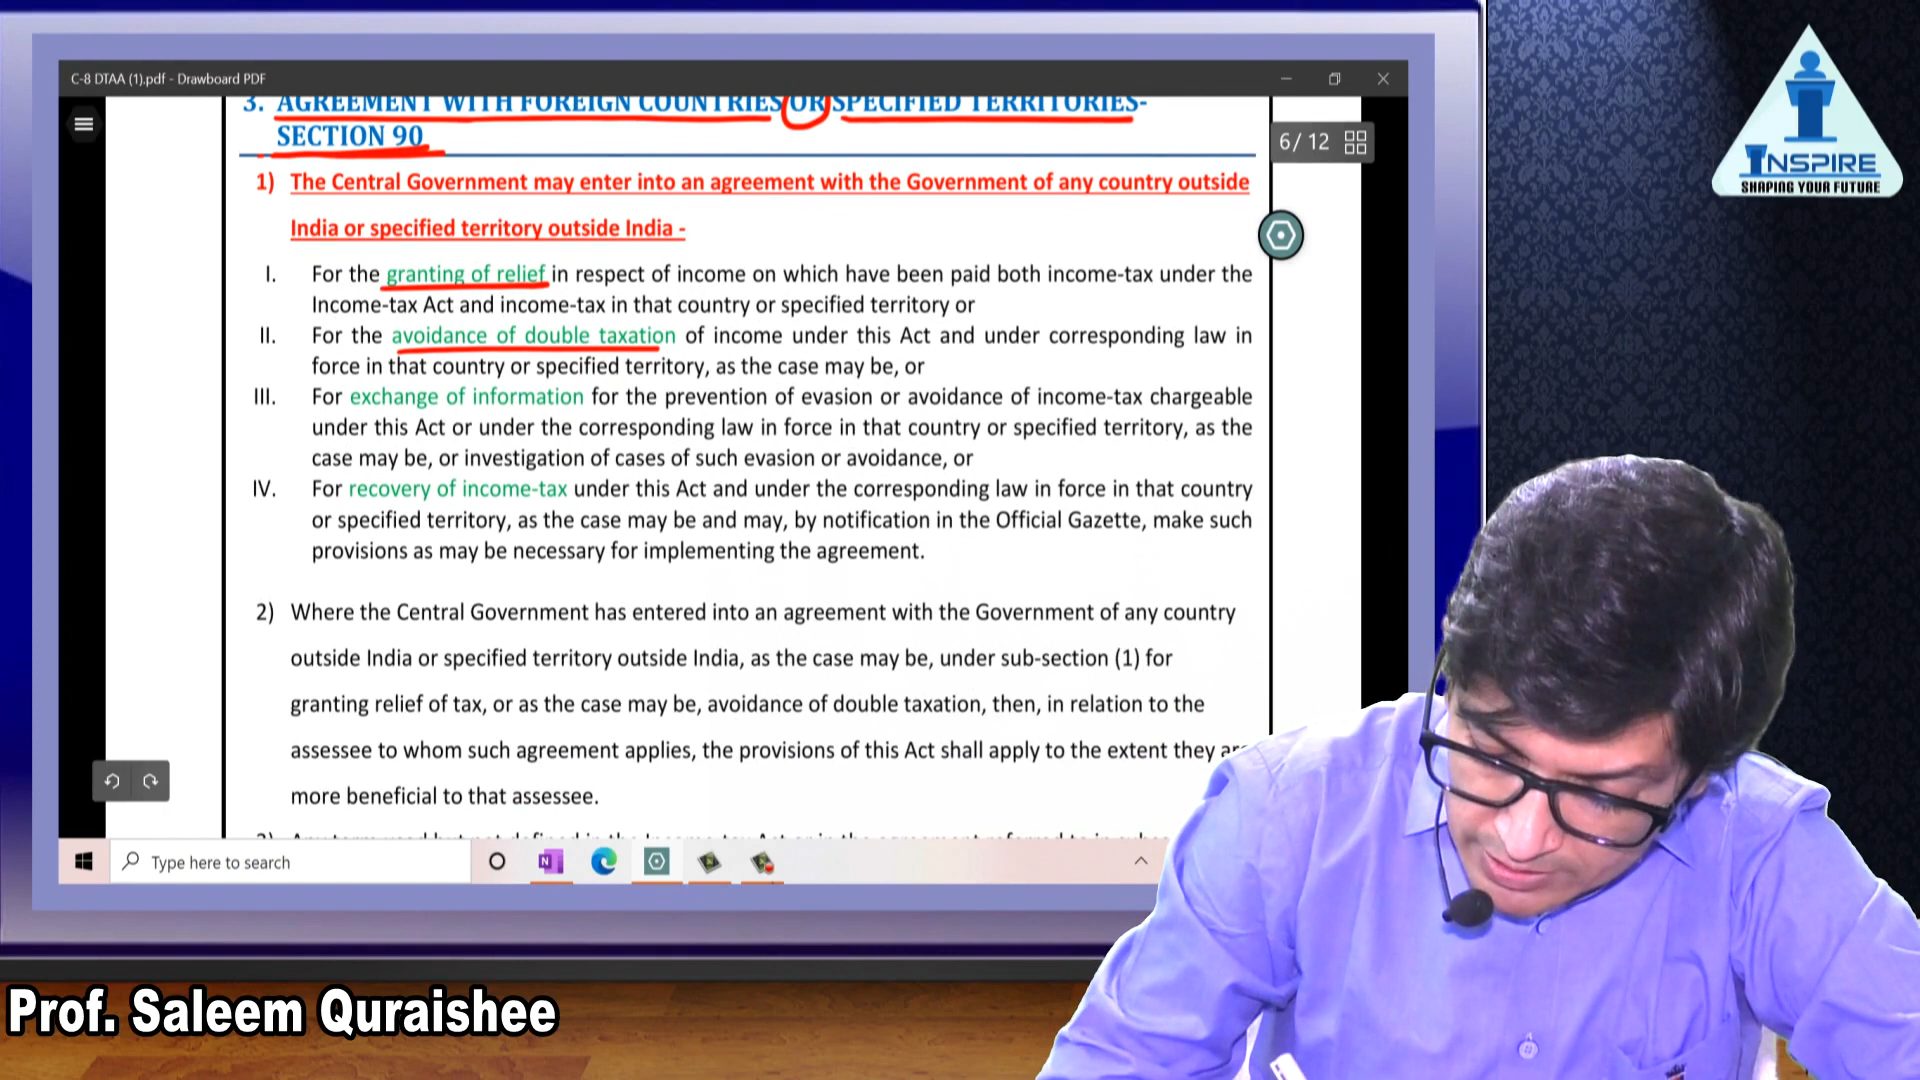 C-8 DTAA (1).pdf - Drawboard PDF
3. AGREEMENT WITH FOREIGN COUNTRIES OR SPECIFIED TERRITORIES-
SECTION 90
6/ 12
1) The Central Government may enter into an agreement with the Government of any country outside
India or specified territory outside India -
I. For the granting of relief in respect of income on which have been paid both income-tax under the
Income-tax Act and income-tax in that country or specified territory or
II. For the avoidance of double taxation of income under this Act and under corresponding law in
force in that country or specified territory, as the case may be, or
III. For exchange of information for the prevention of evasion or avoidance of income-tax chargeable
under this Act or under the corresponding law in force in that country or specified territory, as the
case may be, or investigation of cases of such evasion or avoidance, or
IV. For recovery of income-tax under this Act and under the corresponding law in force in that country
or specified territory, as the case may be and may, by notification in the Official Gazette, make such
provisions as may be necessary for implementing the agreement.
2) Where the Central Government has entered into an agreement with the Government of any country
outside India or specified territory outside India, as the case may be, under sub-section (1) for
granting relief of tax, or as the case may be, avoidance of double taxation, then, in relation to the
assessee to whom such agreement applies, the provisions of this Act shall apply to the extent they are
more beneficial to that assessee.
Type here to search
N
INSPIRE
SHAPING YOUR FUTURE
Prof. Saleem Quraishee